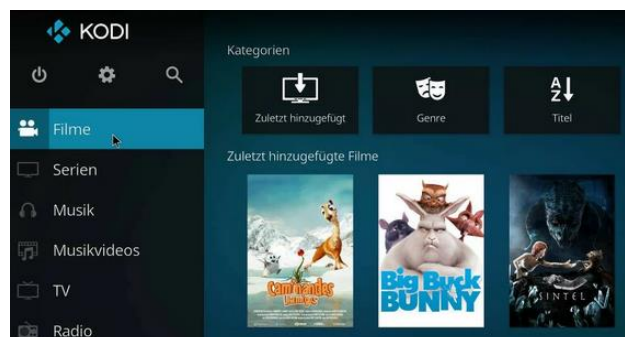 KODI
Filme
Serien
Musik
Musikvideos
TV
Radio
Kategorien
Zuletzt hinzugefügt
Genre
A
Z
Titel
Zuletzt hinzugefügte Filme
Caminandes
Big Buck
BUNNY
SINTEL